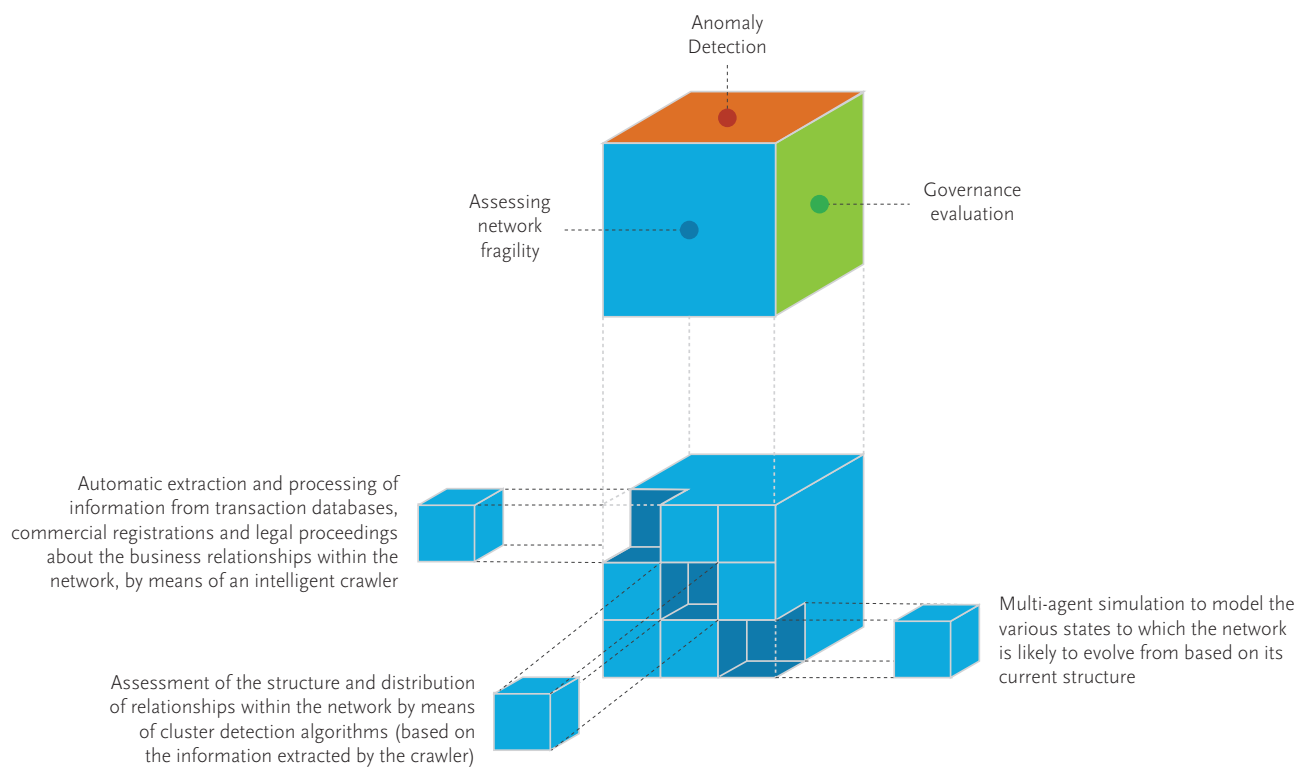 Anomaly
Detection
Assessing
network
fragility
Governance
evaluation
Automatic extraction and processing of
information from transaction databases,
commercial registrations and legal proceedings
about the business relationships within the
network, by means of an intelligent crawler
Multi-agent simulation to model the
various states to which the network
is likely to evolve from based on its
current structure
Assessment of the structure and distribution
of relationships within the network by means
of cluster detection algorithms (based on
the information extracted by the crawler)